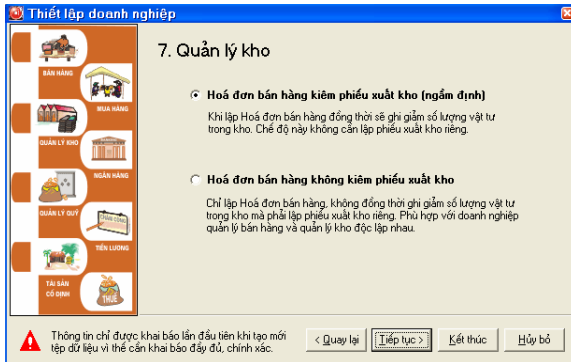 Thiết lập doanh nghiệp
BÁN HÀNG
MUA HÀNG
QUẢN LÝ KHO
NGÂN HÀNG
QUẢN LÝ QUỸ
CHẤM CÔNG
TIỀN LƯƠNG
TÀI SẢN
CỐ ĐỊNH
THUẾ
7. Quản lý kho
Hoá đơn bán hàng kiêm phiếu xuất kho (ngầm định)
Khi lập Hoá đơn bán hàng đồng thời sẽ ghi giảm số lượng vật tư
trong kho. Chế độ này không cần lập phiếu xuất kho riêng.
Hoá đơn bán hàng không kiêm phiếu xuất kho
Chỉ lập Hoá đơn bán hàng, không đồng thời ghi giảm số lượng vật tư
trong kho mà phải lập phiếu xuất kho riêng. Phù hợp với doanh nghiệp
quản lý bán hàng và quản lý kho độc lập nhau.
Thông tin chỉ được khai báo lần đầu tiên khi tạo mới
tệp dữ liệu vì thế cần khai báo đầy đủ, chính xác.
< Quay lại
Tiếp tục >
Kết thúc
Hủy bỏ